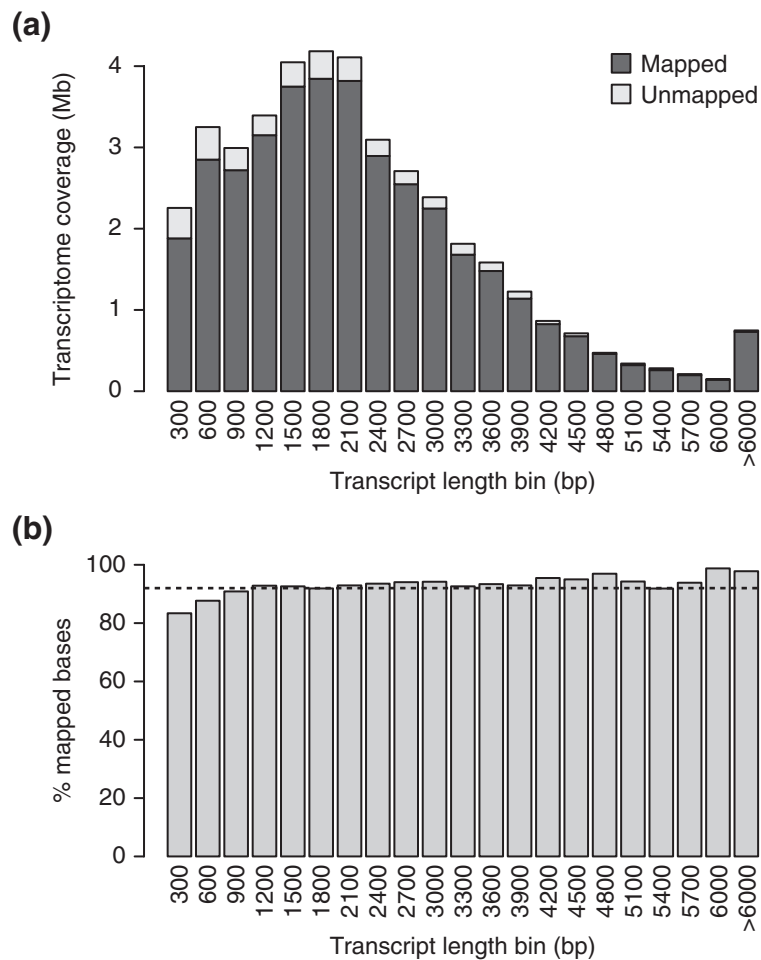 (a)
Transcriptome coverage (Mb)
4
3
2
1
0
Mapped
Unmapped
300 600 900 1200 1500 1800 2100 2400 2700 3000 3300 3600 3900 4200 4500 4800 5100 5400 5700 6000 >6000
Transcript length bin (bp)
(b)
% mapped bases
100
80
60
40
20
0
300 600 900 1200 1500 1800 2100 2400 2700 3000 3300 3600 3900 4200 4500 4800 5100 5400 5700 6000 >6000
Transcript length bin (bp)